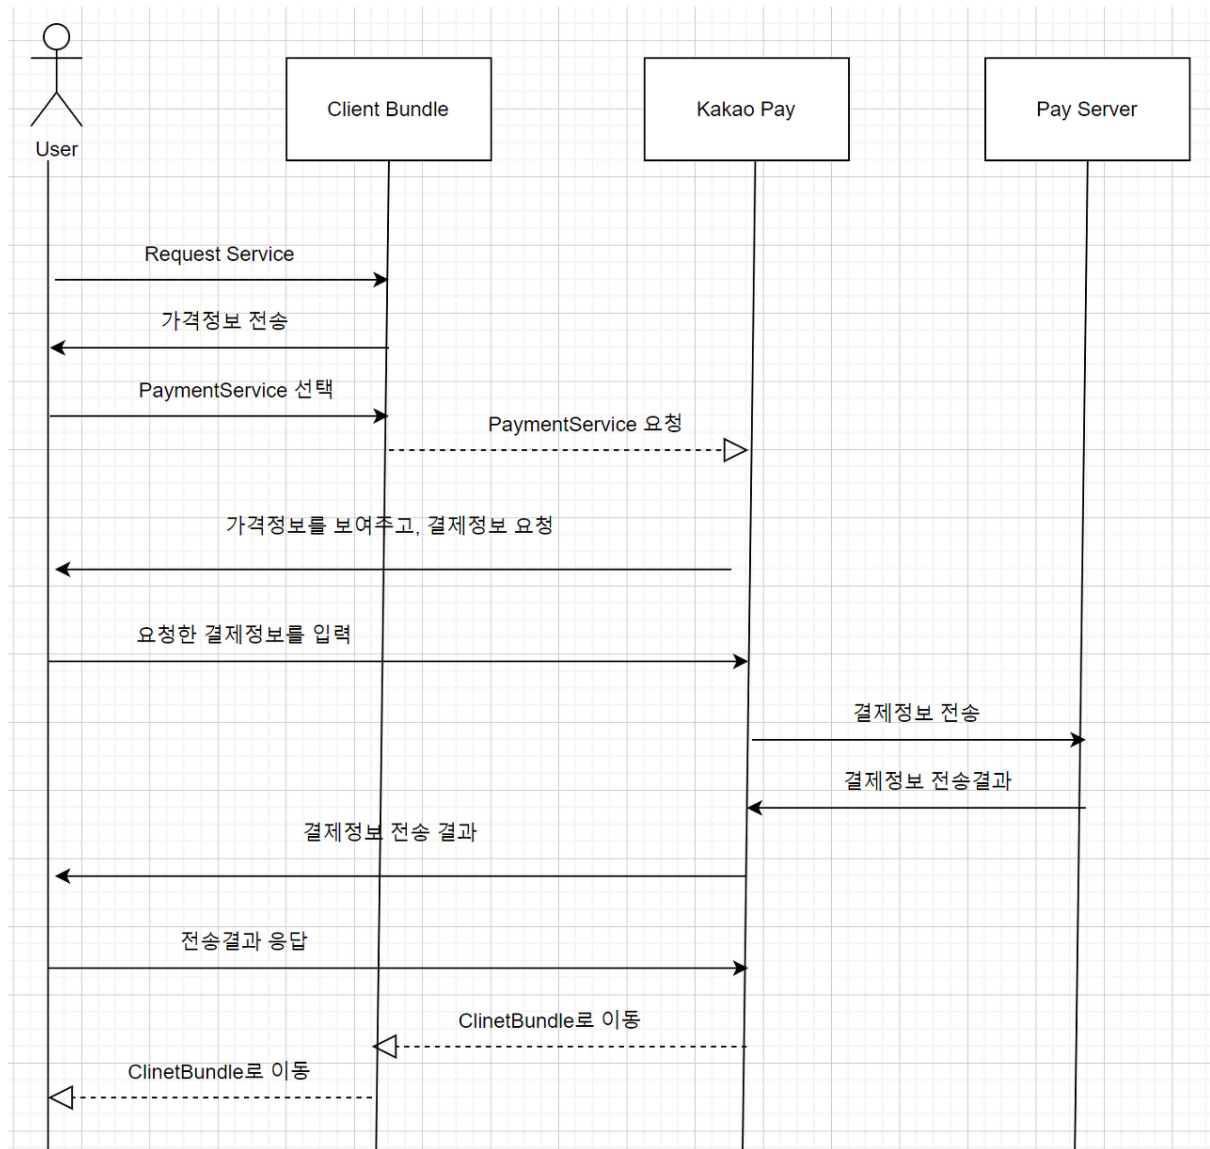 User
Client Bundle
Kakao Pay
Pay Server
Request Service
가격정보 전송
PaymentService 선택
PaymentService 요청
가격정보를 보여주고, 결제정보 요청
요청한 결제정보를 입력
결제정보 전송
결제정보 전송결과
결제정보 전송 결과
전송결과 응답
ClinetBundle로 이동
ClinetBundle로 이동